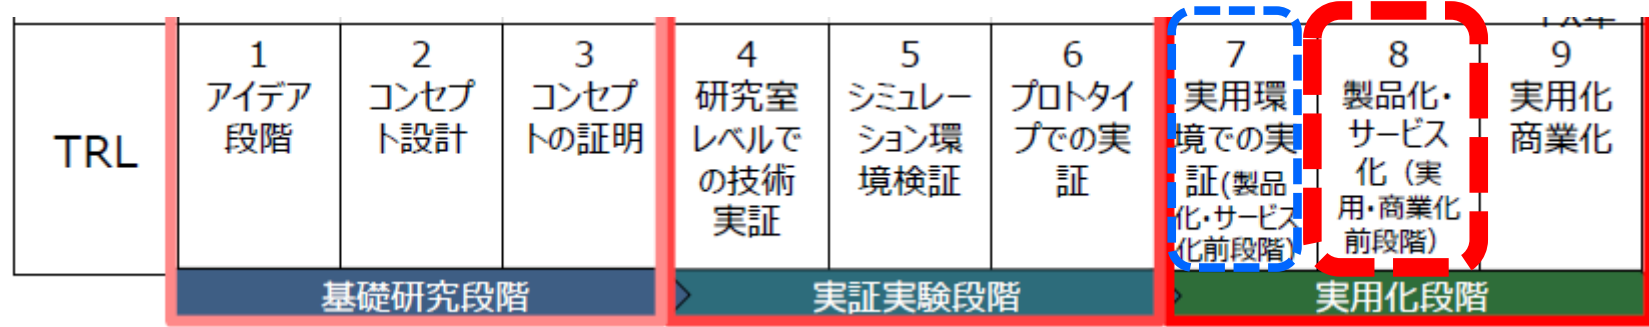 TRL
1
アイデア
段階
2
コンセプ
ト設計
3
コンセプ
トの証明
4
研究室
レベルで
の技術
実証
5
シミュレー
ション環
境検証
6
プロトタイ
プでの実
証
7
実用環
境での実
証(製品
化・サービス
化前段階)
8
製品化・
サービス
化（実
用・商業化
前段階）
9
実用化
商業化
基礎研究段階
実証実験段階
実用化段階